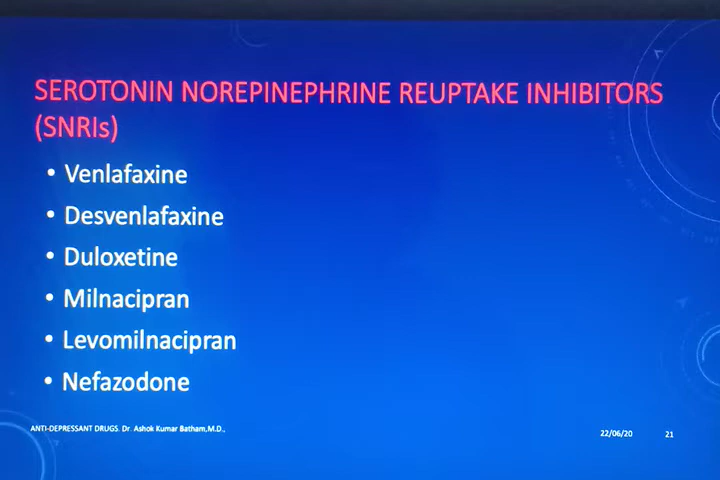 SEROTONIN NOREPINEPHRINE REUPTAKE INHIBITORS
(SNRIs)
• Venlafaxine
• Desvenlafaxine
• Duloxetine
• Milnacipran
• Levomilnacipran
• Nefazodone
ANTI-DEPRESSANT DRUGS. Dr. Ashok Kumar Batham,M.D.,
22/06/20
21